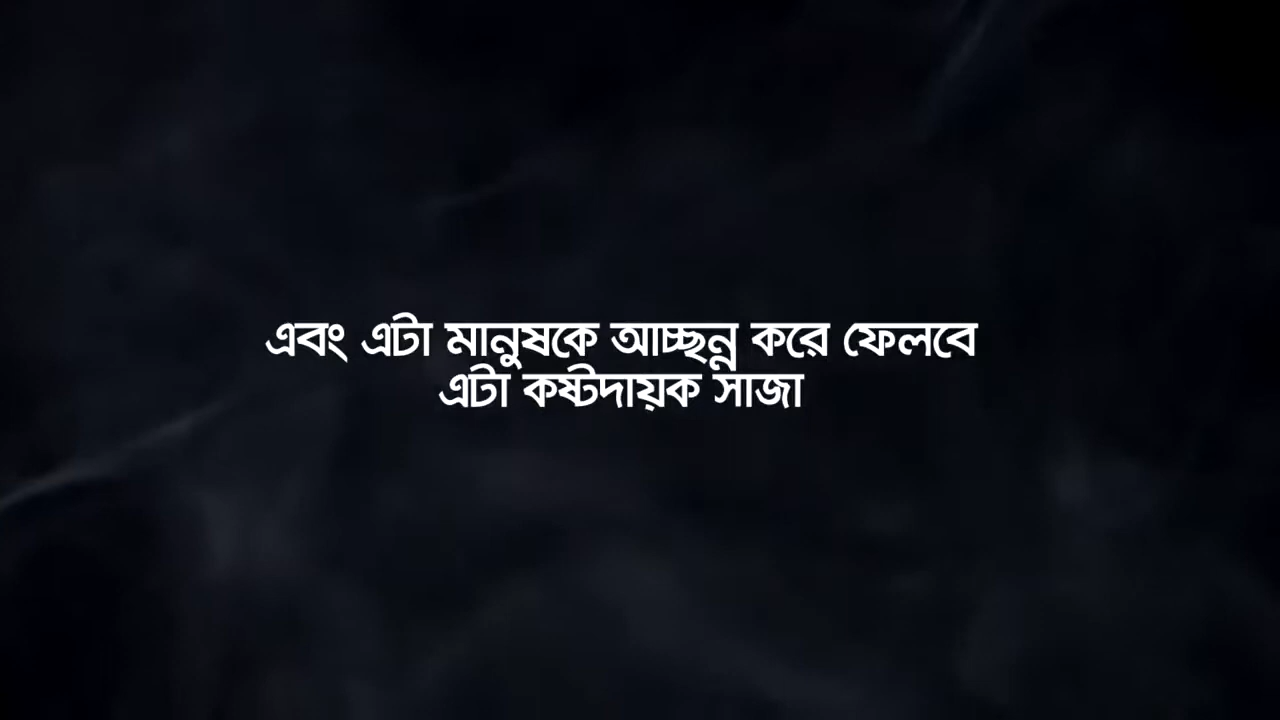 এবং এটা মানুষকে আচ্ছন্ন করে ফেলবে
এটা কষ্টদায়ক সাজা